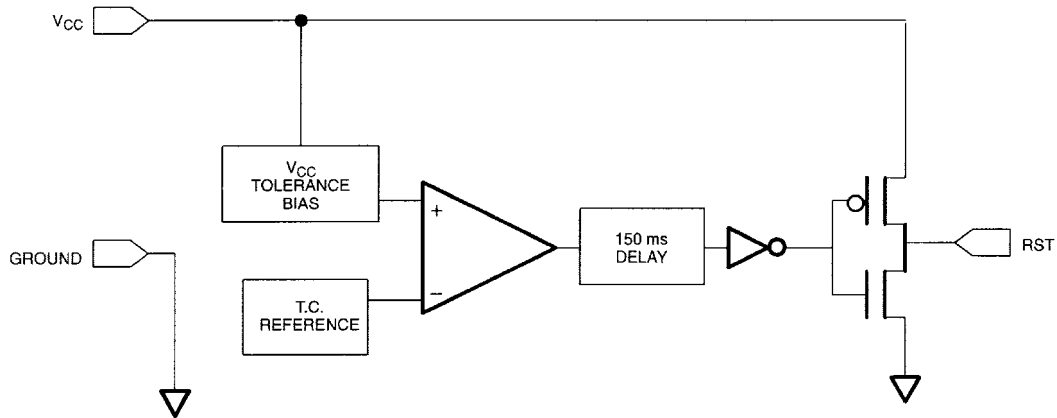 VCC
VCC
TOLERANCE
BIAS
+
150 ms
DELAY
RST
GROUND
−
T.C.
REFERENCE